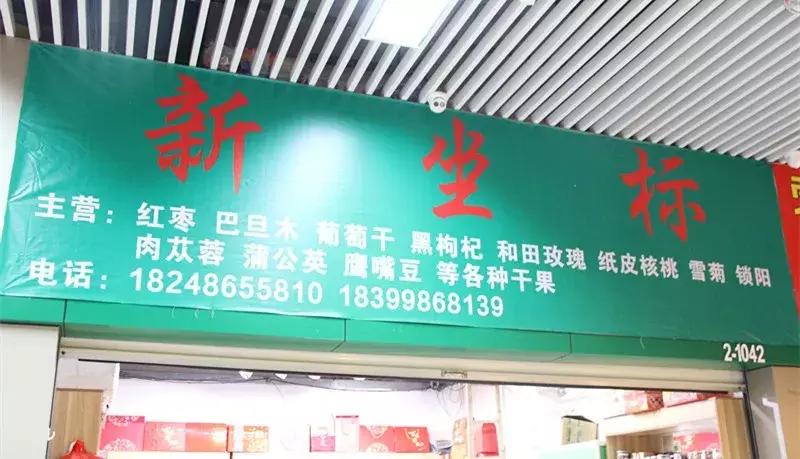 新坐标
主营：红枣 巴旦木 葡萄干 黑枸杞 和田玫瑰 纸皮核桃 雪菊 锁阳
肉苁蓉 蒲公英 鹰嘴豆 等各种干果
电话：18248655810 18399868139
2-1042